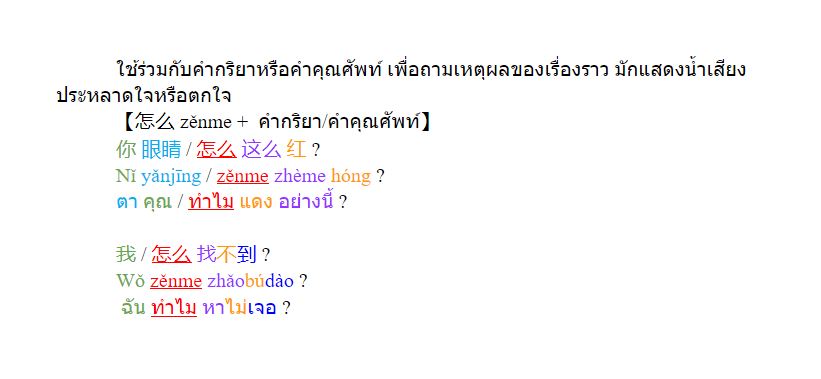 ใช้ร่วมกับคำกริยาหรือคำคุณศัพท์ เพื่อถามเหตุผลของเรื่องราว มักแสดงน้ำเสียง
ประหลาดใจหรือตกใจ
【怎么 zěnme + คำกริยา/คำคุณศัพท์】
你 眼睛 / 怎么 这么 红 ?
Nǐ yǎnjīng / zěnme zhème hóng ?
ตา คุณ / ทำไม แดง อย่างนี้ ?
我 / 怎么 找不到 ?
Wǒ zěnme zhǎobúdào ?
ฉัน ทำไม หาไม่เจอ ?